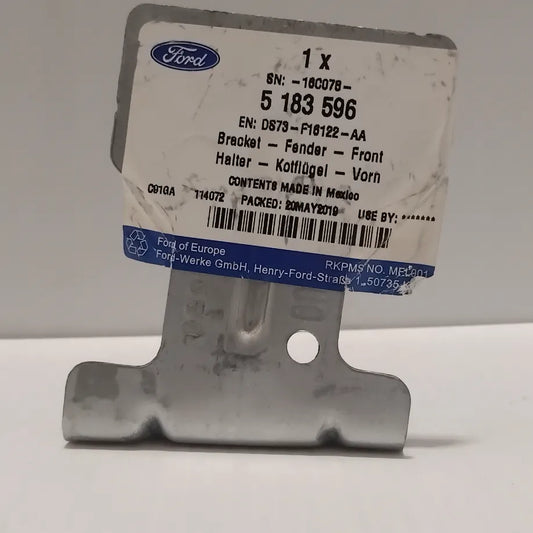 Ford
1 x
SN: -16C078-
5 183 596
EN: DS73-F16122-AA
Bracket - Fender - Front
Halter - Kotflügel - Vorn
CONTENTS MADE IN Mexico
C91GA 114072 PACKED: 20MAY2019 USE BY: *******
Ford of Europe RKPMS NO. MEL901
Ford-Werke GmbH, Henry-Ford-Straße 1, 50735